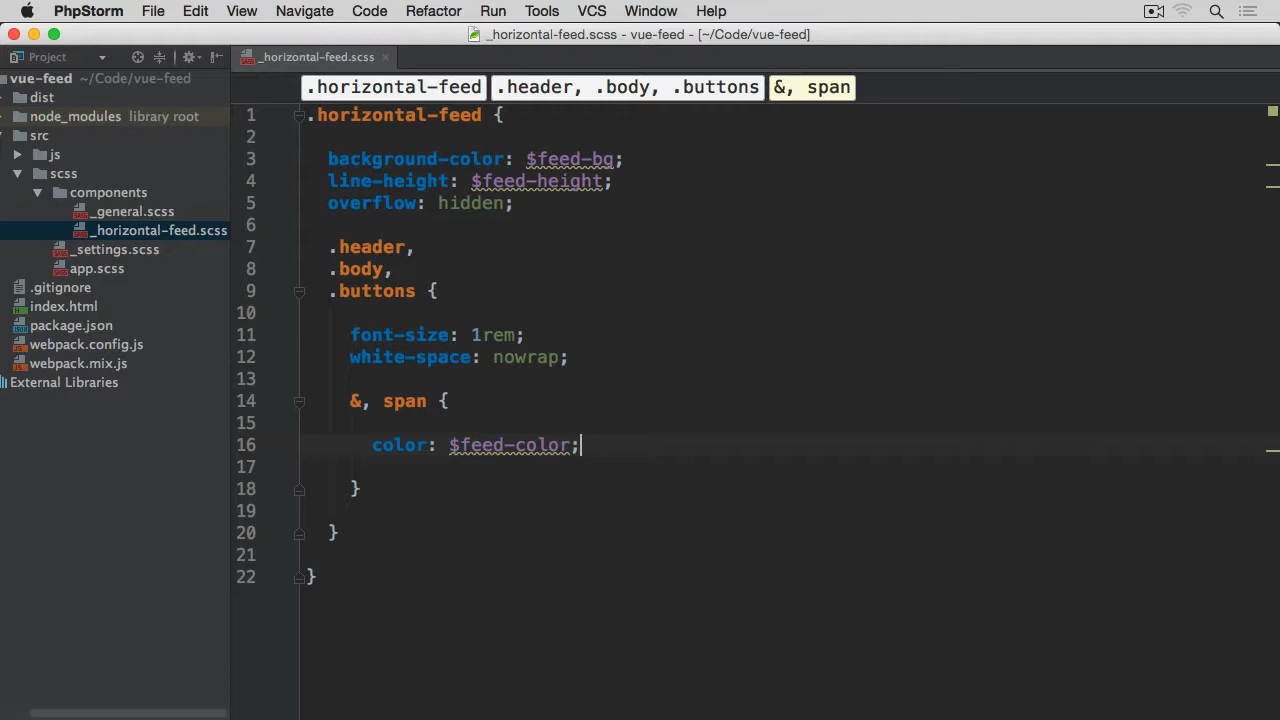 PhpStorm File Edit View Navigate Code Refactor Run Tools VCS Window Help
_horizontal-feed.scss - vue-feed - [~/Code/vue-feed]
Project
_horizontal-feed.scss
vue-feed ~/Code/vue-feed
dist
node_modules library root
src
js
scss
components
_general.scss
_horizontal-feed.scss
_settings.scss
app.scss
.gitignore
index.html
package.json
webpack.config.js
webpack.mix.js
External Libraries
.horizontal-feed .header, .body, .buttons &, span
1 .horizontal-feed {
2
3 background-color: $feed-bg;
4 line-height: $feed-height;
5 overflow: hidden;
6
7 .header,
8 .body,
9 .buttons {
10
11 font-size: 1rem;
12 white-space: nowrap;
13
14 &, span {
15
16 color: $feed-color;
17
18 }
19
20 }
21
22 }